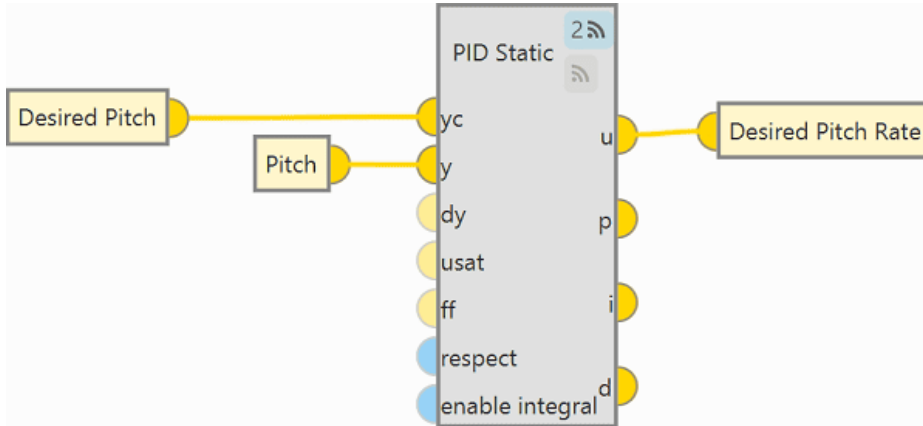 2
PID Static
Desired Pitch
yc
Pitch
y
u
Desired Pitch Rate
dy
p
usat
ff
i
respect
enable integral
d